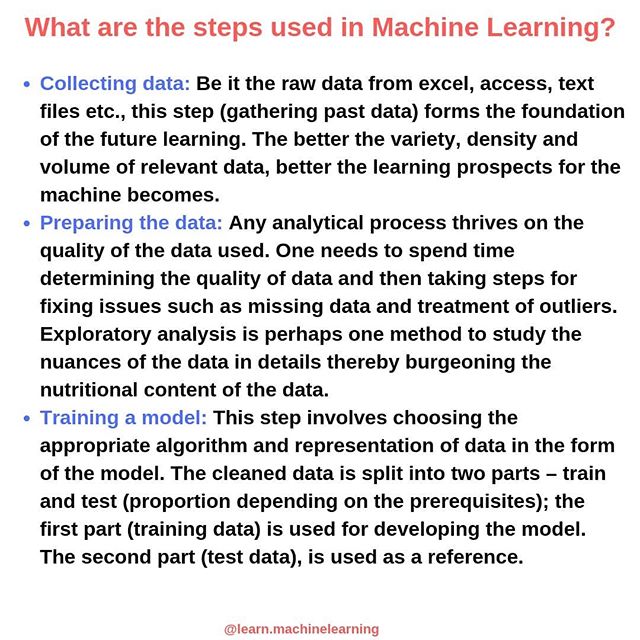 What are the steps used in Machine Learning?
• Collecting data: Be it the raw data from excel, access, text
files etc., this step (gathering past data) forms the foundation
of the future learning. The better the variety, density and
volume of relevant data, better the learning prospects for the
machine becomes.
• Preparing the data: Any analytical process thrives on the
quality of the data used. One needs to spend time
determining the quality of data and then taking steps for
fixing issues such as missing data and treatment of outliers.
Exploratory analysis is perhaps one method to study the
nuances of the data in details thereby burgeoning the
nutritional content of the data.
• Training a model: This step involves choosing the
appropriate algorithm and representation of data in the form
of the model. The cleaned data is split into two parts – train
and test (proportion depending on the prerequisites); the
first part (training data) is used for developing the model.
The second part (test data), is used as a reference.
@learn.machinelearning